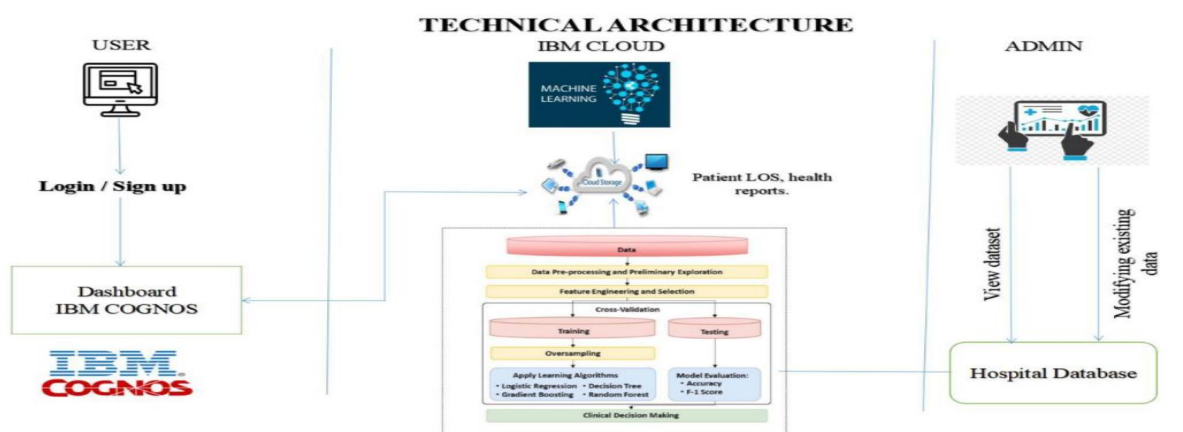 TECHNICAL ARCHITECTURE
USER
IBM CLOUD
ADMIN
MACHINE
LEARNING
Login / Sign up
Cloud Storage
Patient LOS, health
reports.
Dashboard
IBM COGNOS
IBM
COGNOS
Data
Data Pre-processing and Preliminary Exploration
Feature Engineering and Selection
Cross-Validation
Training
Testing
Oversampling
Apply Learning Algorithms
• Logistic Regression • Decision Tree
• Gradient Boosting • Random Forest
Model Evaluation:
• Accuracy
• F-1 Score
Clinical Decision Making
View dataset
Modifying existing
data
Hospital Database